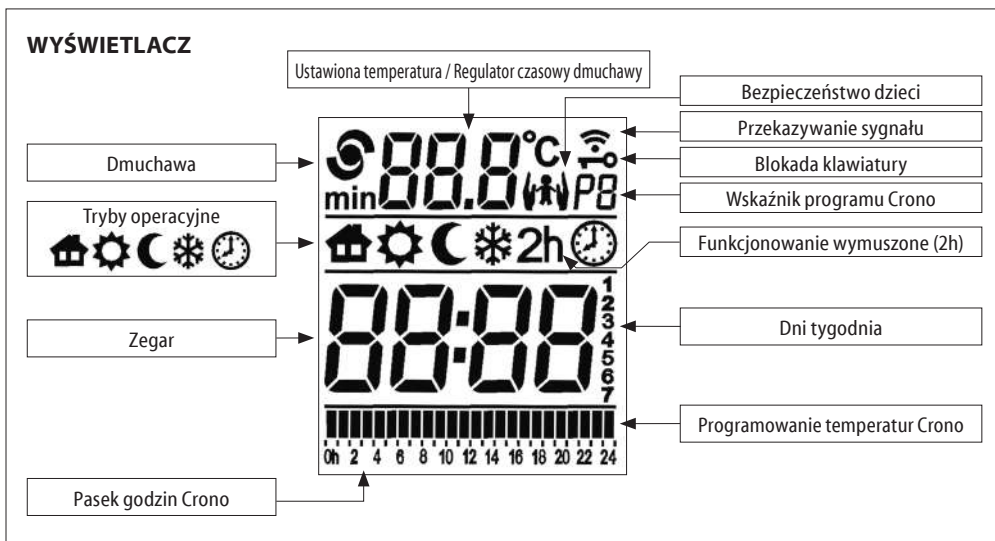 WYŚWIETLACZ
Ustawiona temperatura / Regulator czasowy dmuchawy
Bezpieczeństwo dzieci
Przekazywanie sygnału
Dmuchawa
Blokada klawiatury
Wskaźnik programu Crono
Tryby operacyjne
Funkcjonowanie wymuszone (2h)
Zegar
Dni tygodnia
Programowanie temperatur Crono
Pasek godzin Crono
88.8°C
min
P8
2h
88:88
1
2
3
4
5
6
7
0h 2 4 6 8 10 12 14 16 18 20 22 24